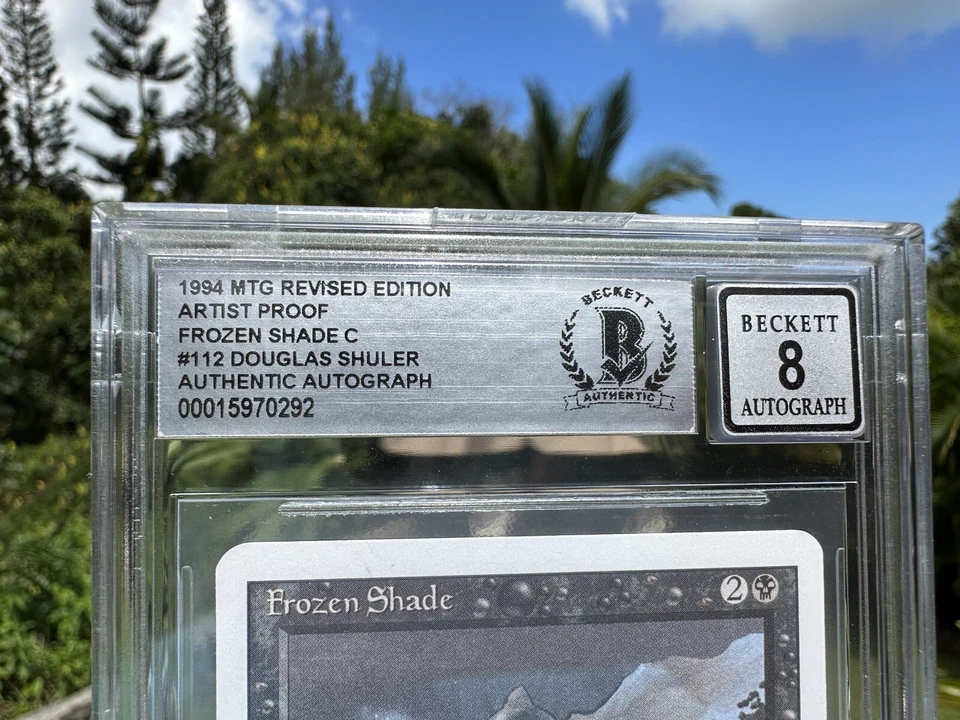 1994 MTG REVISED EDITION
ARTIST PROOF
FROZEN SHADE C
#112 DOUGLAS SHULER
AUTHENTIC AUTOGRAPH
00015970292
BECKETT
B
AUTHENTIC
BECKETT
8
AUTOGRAPH
Frozen Shade
2